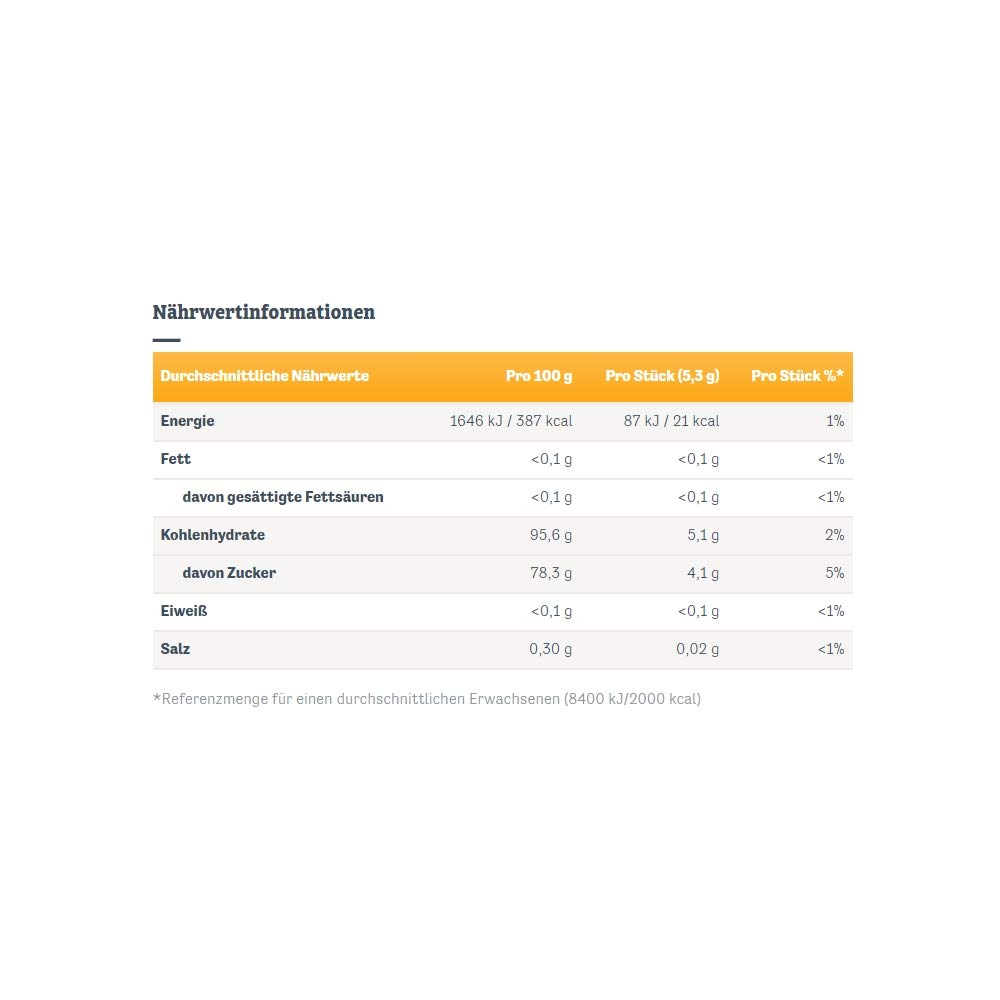 Nährwertinformationen
Durchschnittliche Nährwerte Pro 100 g Pro Stück (5,3 g) Pro Stück %*
Energie 1646 kJ / 387 kcal 87 kJ / 21 kcal 1%
Fett <0,1 g <0,1 g <1%
davon gesättigte Fettsäuren <0,1 g <0,1 g <1%
Kohlenhydrate 95,6 g 5,1 g 2%
davon Zucker 78,3 g 4,1 g 5%
Eiweiß <0,1 g <0,1 g <1%
Salz 0,30 g 0,02 g <1%
*Referenzmenge für einen durchschnittlichen Erwachsenen (8400 kJ/2000 kcal)